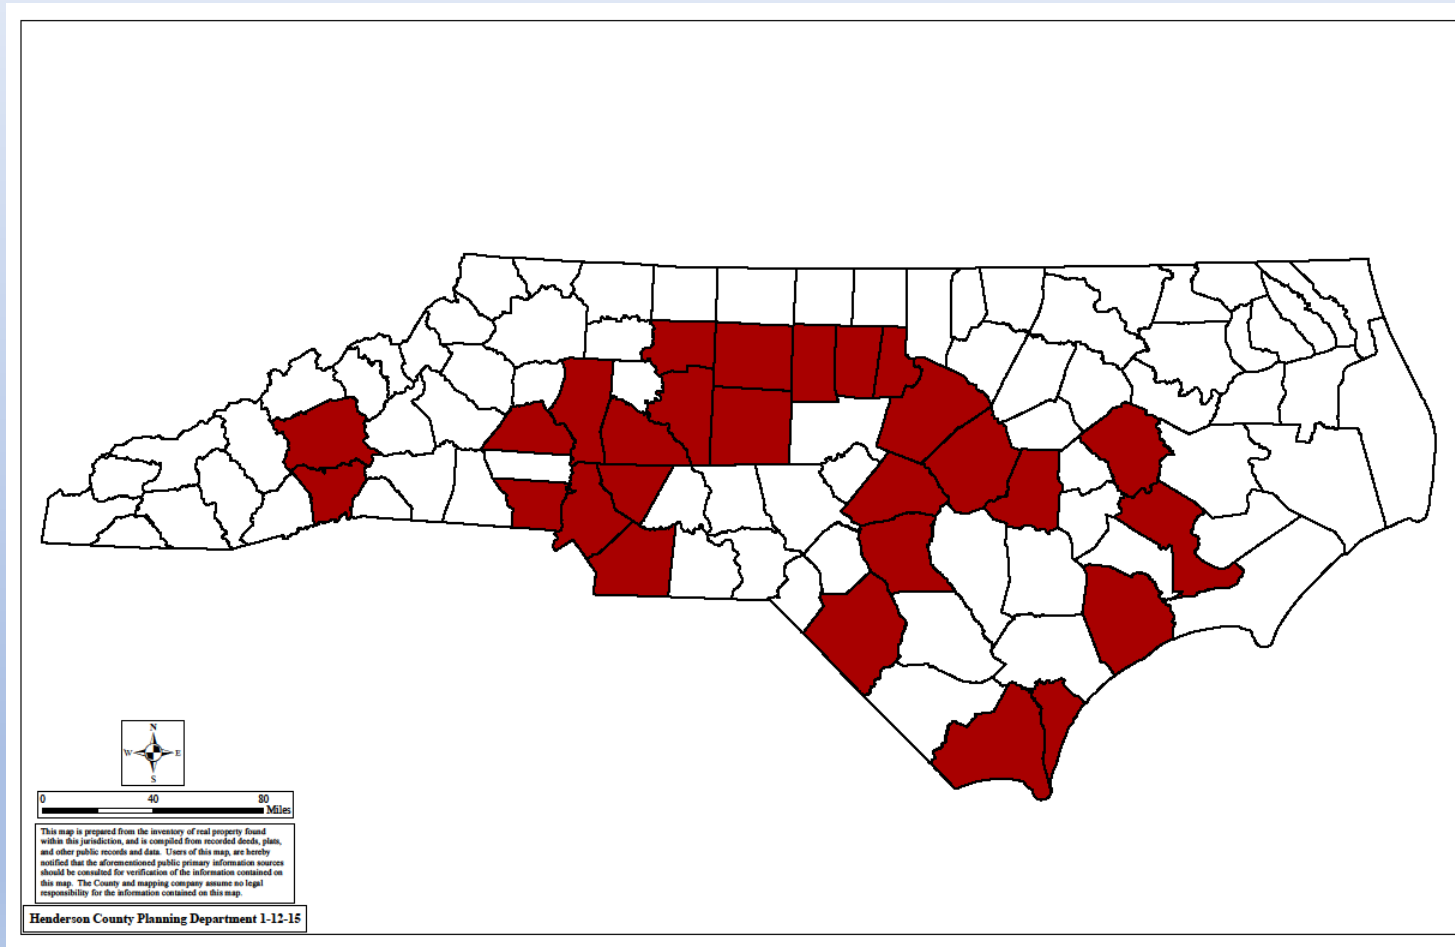 N
W E
S
0 40 80
Miles
This map is prepared from the inventory of real property found
within this jurisdiction, and is compiled from recorded deeds, plats,
and other public records and data. Users of this map, are hereby
notified that the aforementioned public primary information sources
should be consulted for verification of the information contained on
this map. The County and mapping company assume no legal
responsibility for the information contained on this map.
Henderson County Planning Department 1-12-15